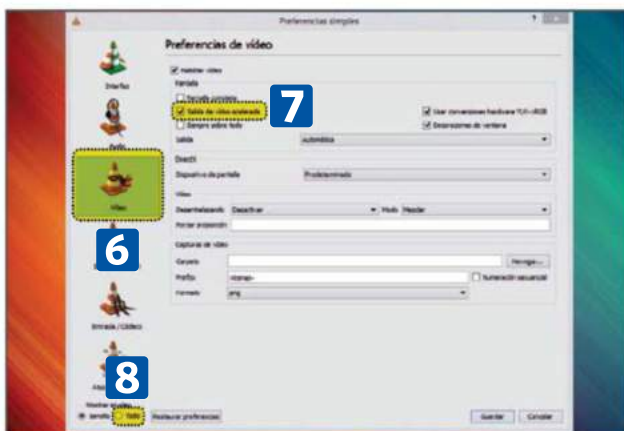 Preferencias simples
Preferencias de vídeo
Interfaz
Habilitar vídeo
Pantalla
Pantalla completa
7
Salida de vídeo acelerada
Usar conversiones hardware YUV->RGB
Audio
Siempre sobre todo
Decoraciones de ventana
Salida
Automática
DirectX
Dispositivo de pantalla
Predeterminado
Vídeo
Vídeo
Desentrelazando
Desactivar
Modo
Forzar proporción
6
Capturas de vídeo
Carpeta
Navegar...
Prefijo
Numeración secuencial
Formato
png
Entrada / Códecs
8
Mostrar ajustes
Sencillo
Todo
Restaurar preferencias
Guardar
Cancelar